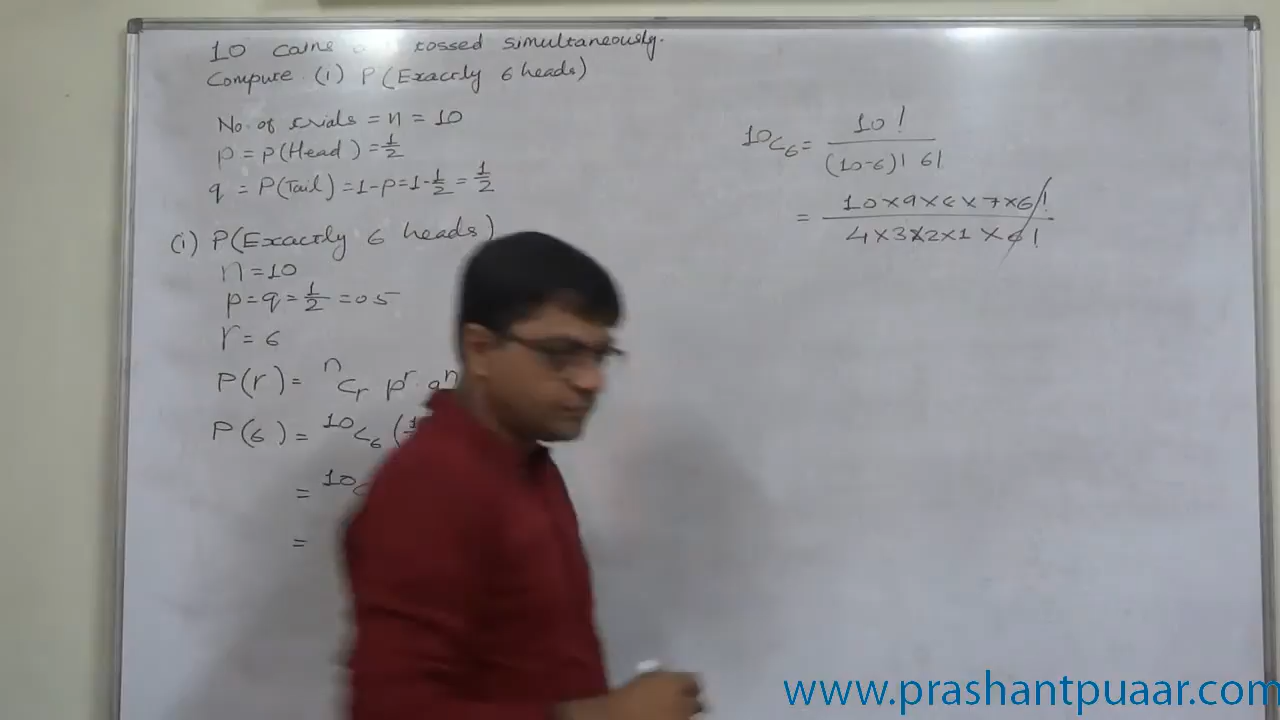 10 coins tossed simultaneously.
Compute (i) P(Exactly 6 heads)
No. of trials = n = 10
p = P(Head) = 1/2
q = P(Tail) = 1-p = 1-1/2 = 1/2
(i) P(Exactly 6 heads)
n = 10
p = q = 1/2 = 0.5
r = 6
P(r) = nCr p^r q^n
P(6) = 10C6 (1
= 10C
=
10C6 = 10! / (10-6)! 6!
= 10×9×8×7×6! / 4×3×2×1×6!
www.prashantpuaar.com